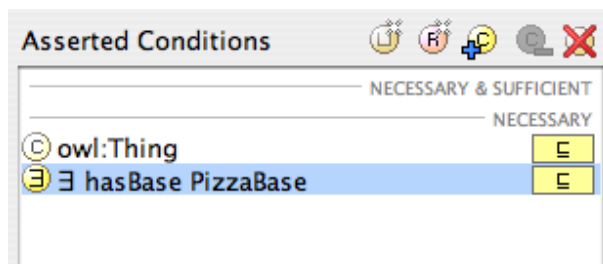 Asserted Conditions
NECESSARY & SUFFICIENT
NECESSARY
C owl:Thing ⊑
∃ ∃ hasBase PizzaBase ⊑